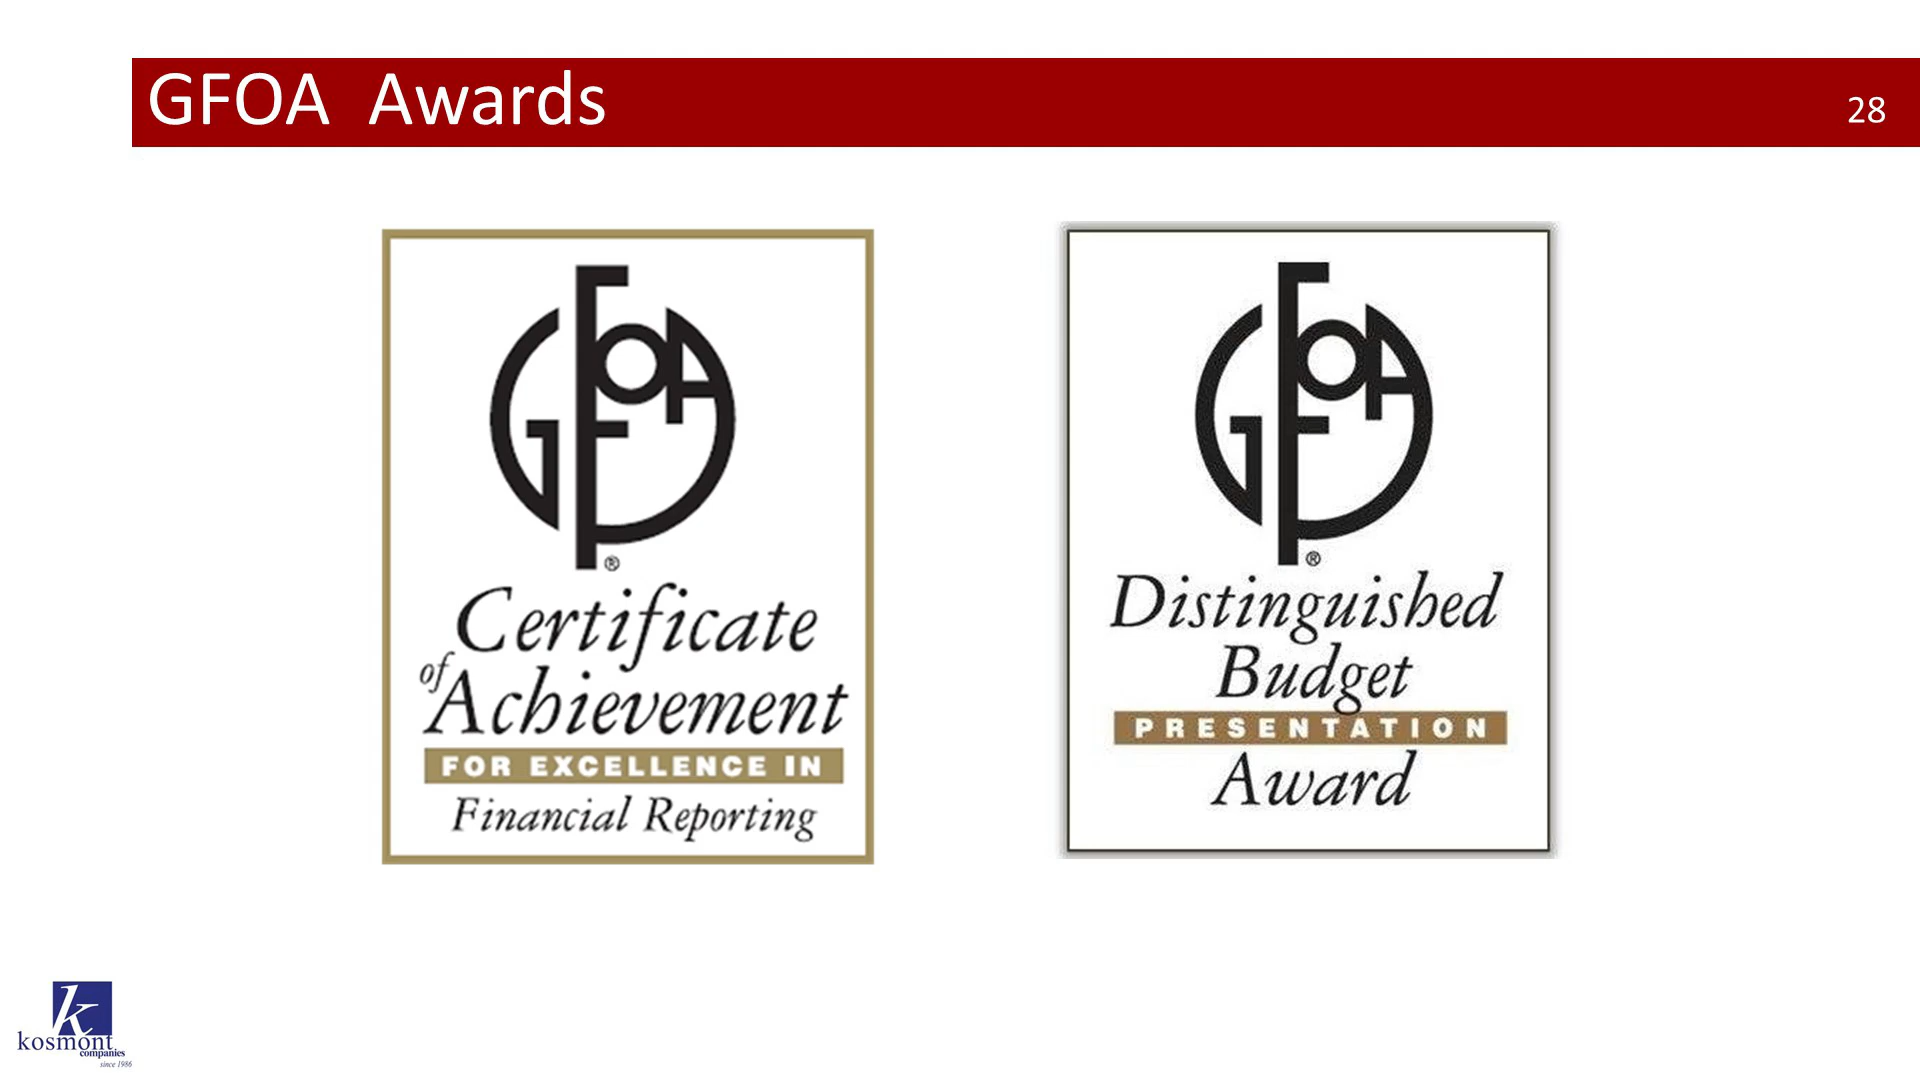 GFOA Awards
28
GFOA®
Certificate
of Achievement
FOR EXCELLENCE IN
Financial Reporting
GFOA®
Distinguished
Budget
PRESENTATION
Award
k
kosmont
companies
since 1986